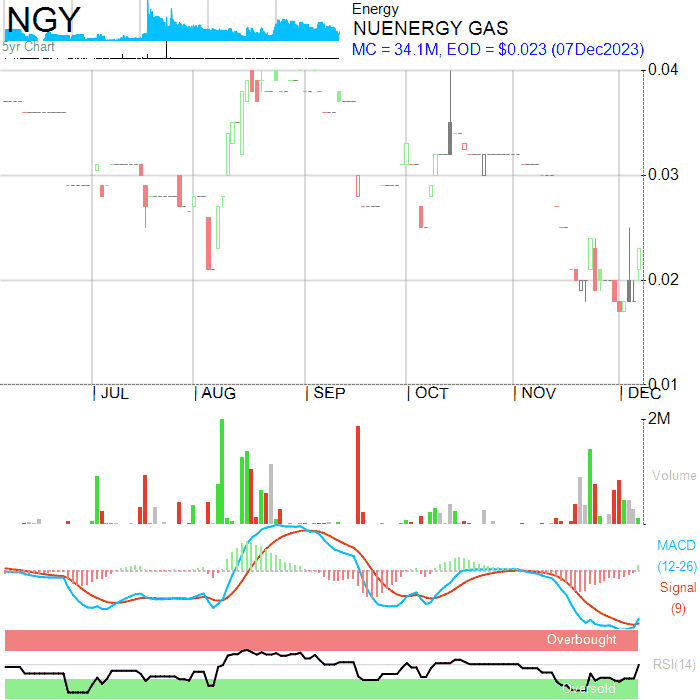 NGY
5yr Chart
Energy
NUENERGY GAS
MC = 34.1M, EOD = $0.023 (07Dec2023)
0.04
0.03
0.02
0.01
JUL AUG SEP OCT NOV DEC
2M
Volume
MACD
(12-26)
Signal
(9)
Overbought
RSI(14)
Oversold